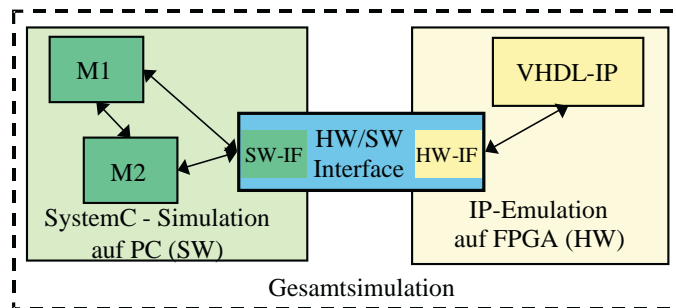 M1
M2
SW-IF
HW/SW
Interface
HW-IF
VHDL-IP
SystemC - Simulation
auf PC (SW)
IP-Emulation
auf FPGA (HW)
Gesamtsimulation